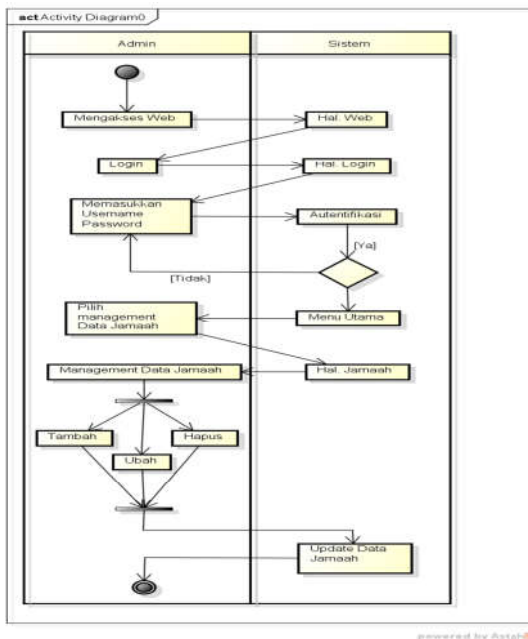 act Activity Diagram0
Admin
Sistem
Mengakses Web
Hal. Web
Login
Hal. Login
Memasukkan
Username
Password
Autentifikasi
[Ya]
[Tidak]
Pilih
management
Data Jamaah
Menu Utama
Management Data Jamaah
Hal. Jamaah
Tambah
Hapus
Ubah
Update Data
Jamaah
powered by Astah